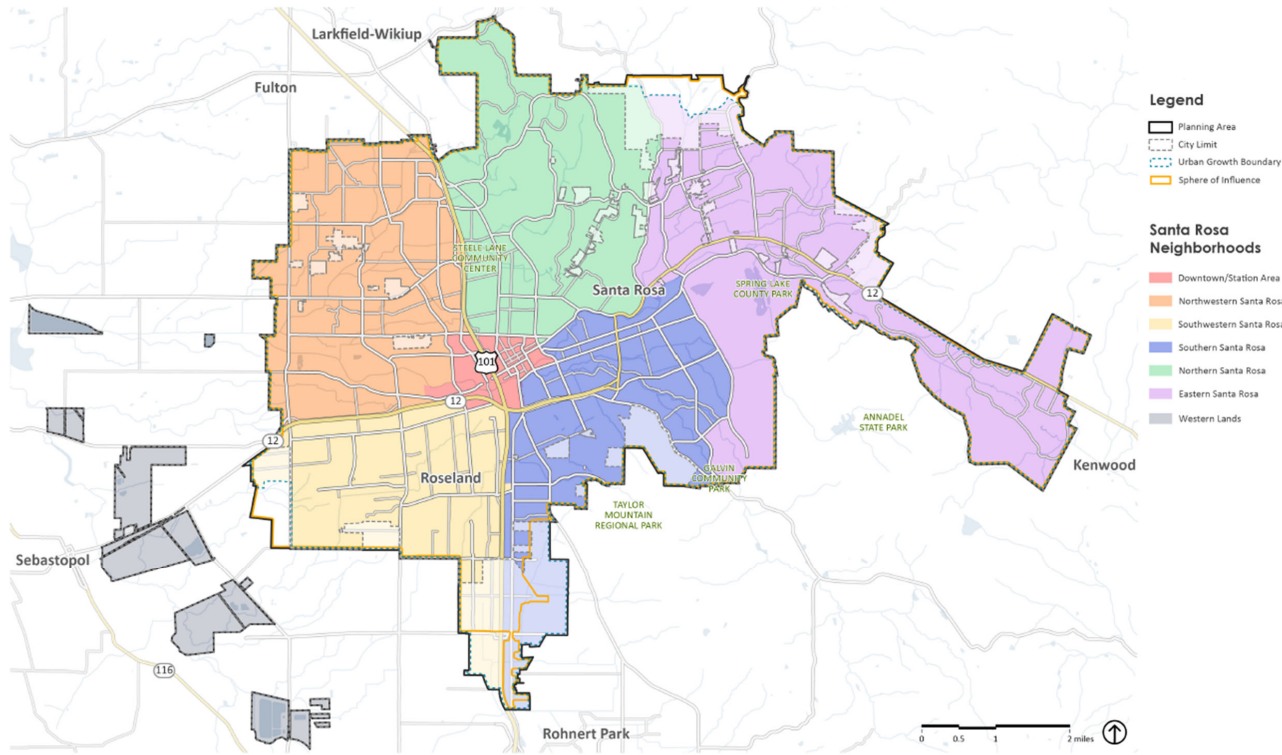 Larkfield-Wikiup
Fulton
STEELE LANE
COMMUNITY
CENTER
Santa Rosa
SPRING LAKE
COUNTY PARK
12
101
12
12
ANNADEL
STATE PARK
Kenwood
Roseland
GALVIN
COMMUNITY
PARK
TAYLOR
MOUNTAIN
REGIONAL PARK
Sebastopol
116
Rohnert Park
0 0.5 1 2 miles
Legend
Planning Area
City Limit
Urban Growth Boundary
Sphere of Influence
Santa Rosa
Neighborhoods
Downtown/Station Area
Northwestern Santa Rosa
Southwestern Santa Rosa
Southern Santa Rosa
Northern Santa Rosa
Eastern Santa Rosa
Western Lands